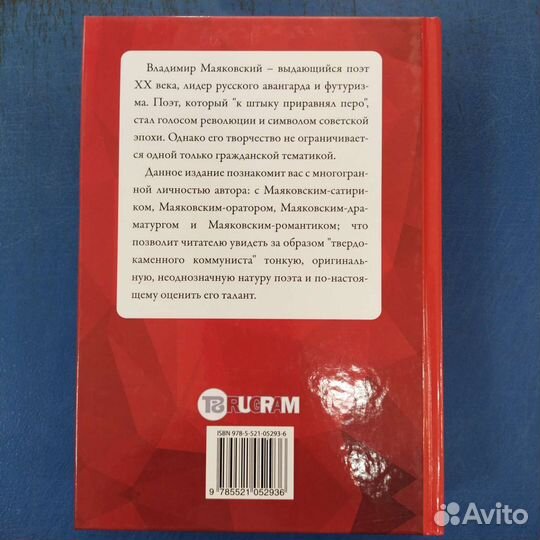 Владимир Маяковский – выдающийся поэт
XX века, лидер русского авангарда и футуриз-
ма. Поэт, который "к штыку приравнял перо",
стал голосом революции и символом советской
эпохи. Однако его творчество не ограничивает-
ся одной только гражданской тематикой.
Данное издание познакомит вас с многогран-
ной личностью автора: с Маяковским-сатири-
ком, Маяковским-оратором, Маяковским-дра-
матургом и Маяковским-романтиком; что
позволит читателю увидеть за образом "твердо-
каменного коммуниста" тонкую, оригиналь-
ную, неоднозначную натуру поэта и по-настоя-
щему оценить его талант.
T8 RUGRAM
ISBN 978-5-521-05293-6
9 785521 052936
Avito